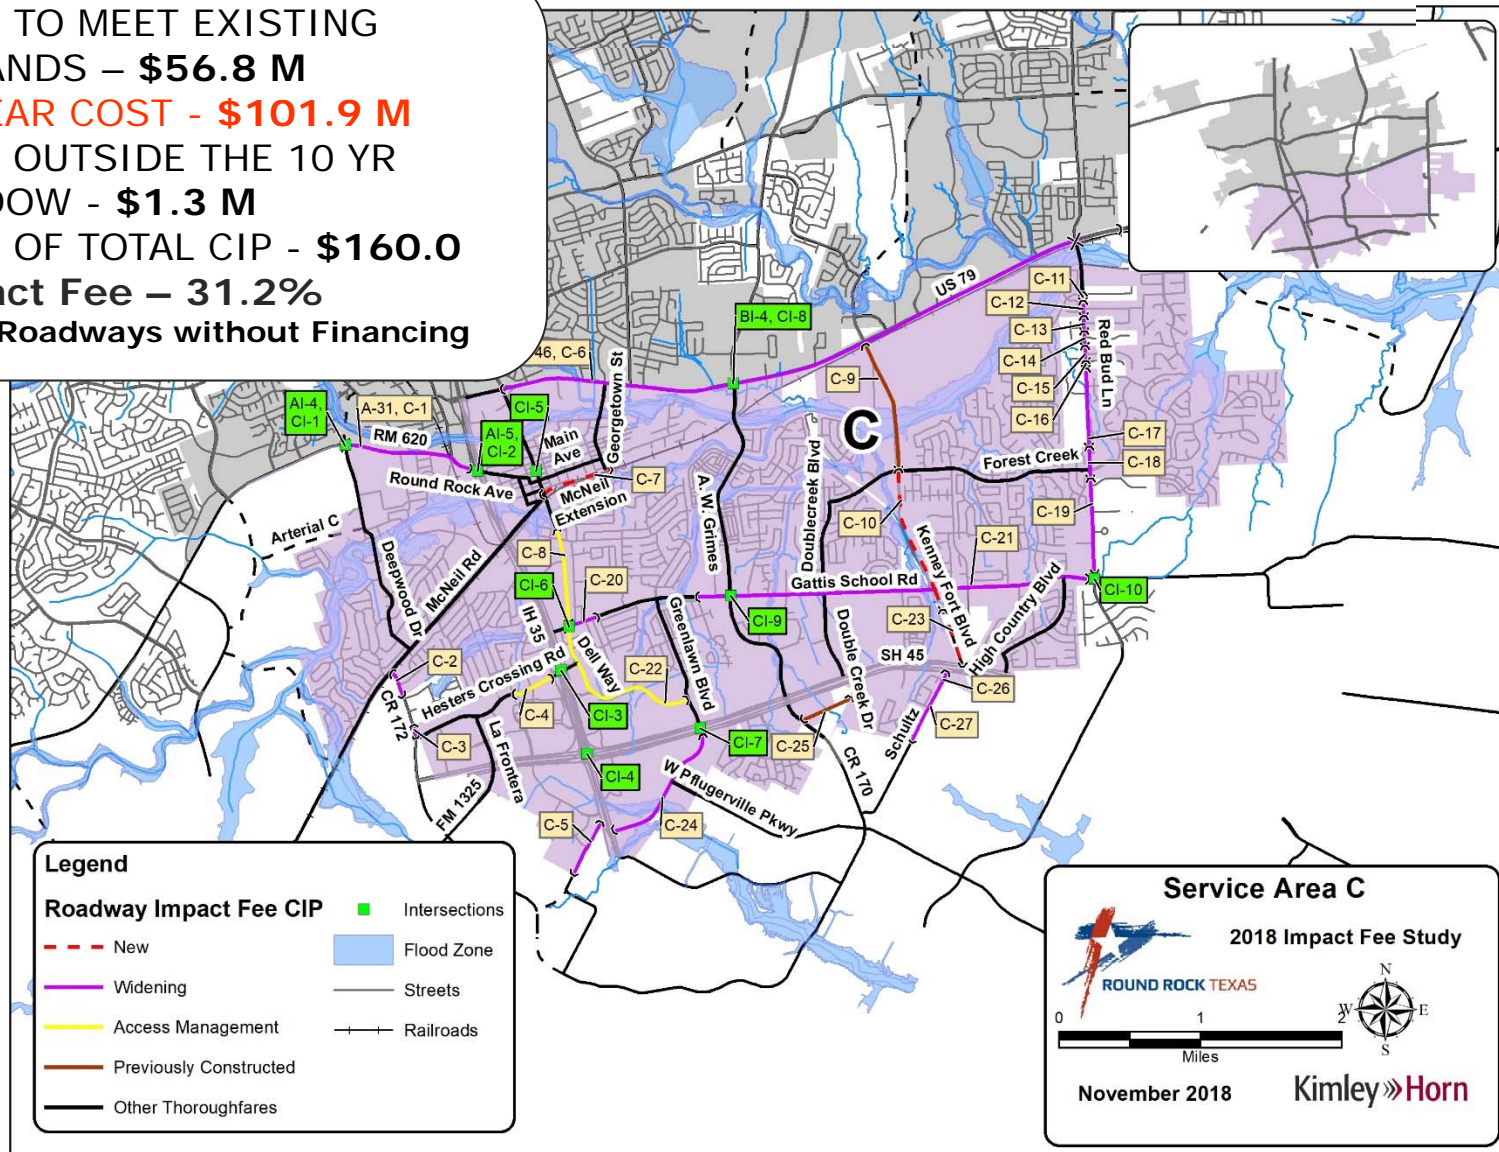 TO MEET EXISTING
ANDS – $56.8 M
EAR COST - $101.9 M
OUTSIDE THE 10 YR
DOW - $1.3 M
OF TOTAL CIP - $160.0
act Fee – 31.2%
Roadways without Financing
46, C-6
Georgetown St
BI-4, CI-8
US 79
C-11
C-12
C-13
C-14
C-15
C-16
Red Bud Ln
C-9
C
AI-4,
CI-1
A-31, C-1
RM 620
AI-5,
CI-2
CI-5
Main
Ave
Round Rock Ave
McNeil
Extension
C-7
C-17
C-18
Forest Creek
C-19
Arterial C
Deepwood Dr
McNeil Rd
A.W. Grimes
Doublecreek Blvd
C-10
C-21
C-8
CI-6
C-20
Gattis School Rd
Kenney Fort Blvd
CI-10
IH 35
Greenlawn Blvd
CI-9
Double Creek Dr
C-23
High Country Blvd
SH 45
C-2
Hesters Crossing Rd
Dell Way
C-22
C-26
CR 172
C-4
CI-3
C-27
Schultz
C-3
La Frontera
CI-7
C-25
CR 170
CI-4
W Pflugerville Pkwy
FM 1325
C-5
C-24
Legend
Roadway Impact Fee CIP
New
Widening
Access Management
Previously Constructed
Other Thoroughfares
Intersections
Flood Zone
Streets
Railroads
Service Area C
2018 Impact Fee Study
ROUND ROCK TEXAS
N
W E
S
0 1 2
Miles
November 2018
Kimley»Horn